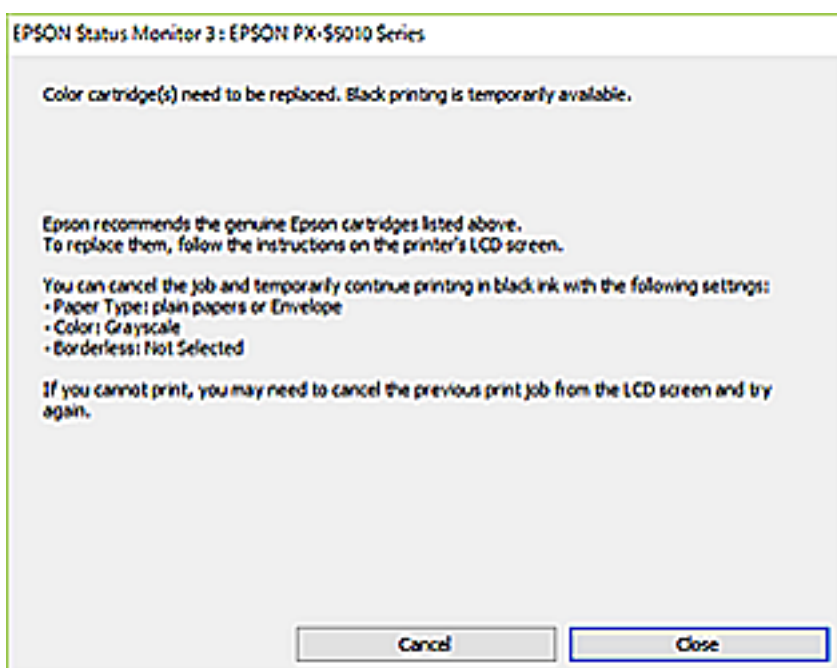 EPSON Status Monitor 3 : EPSON PX-S5010 Series
Color cartridge(s) need to be replaced. Black printing is temporarily available.
Epson recommends the genuine Epson cartridges listed above.
To replace them, follow the instructions on the printer's LCD screen.
You can cancel the job and temporarily continue printing in black ink with the following settings:
• Paper Type: plain papers or Envelope
• Color: Grayscale
• Borderless: Not Selected
If you cannot print, you may need to cancel the previous print job from the LCD screen and try
again.
Cancel
Close